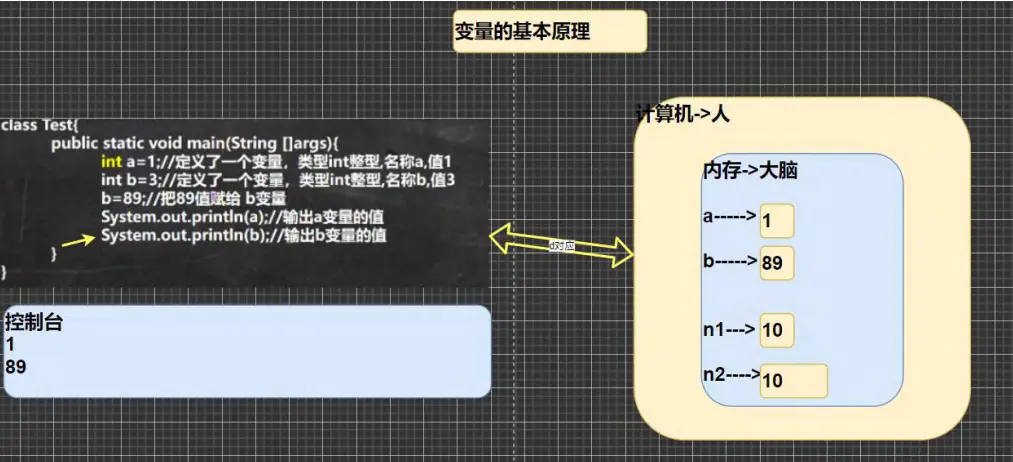 变量的基本原理
class Test{
public static void main(String []args){
int a=1;//定义了一个变量，类型int整型,名称a,值1
int b=3;//定义了一个变量，类型int整型,名称b,值3
b=89;//把89值赋给 b变量
System.out.println(a);//输出a变量的值
System.out.println(b);//输出b变量的值
}
}
控制台
1
89
d对应
计算机->人
内存->大脑
a-----> 1
b-----> 89
n1---> 10
n2----> 10